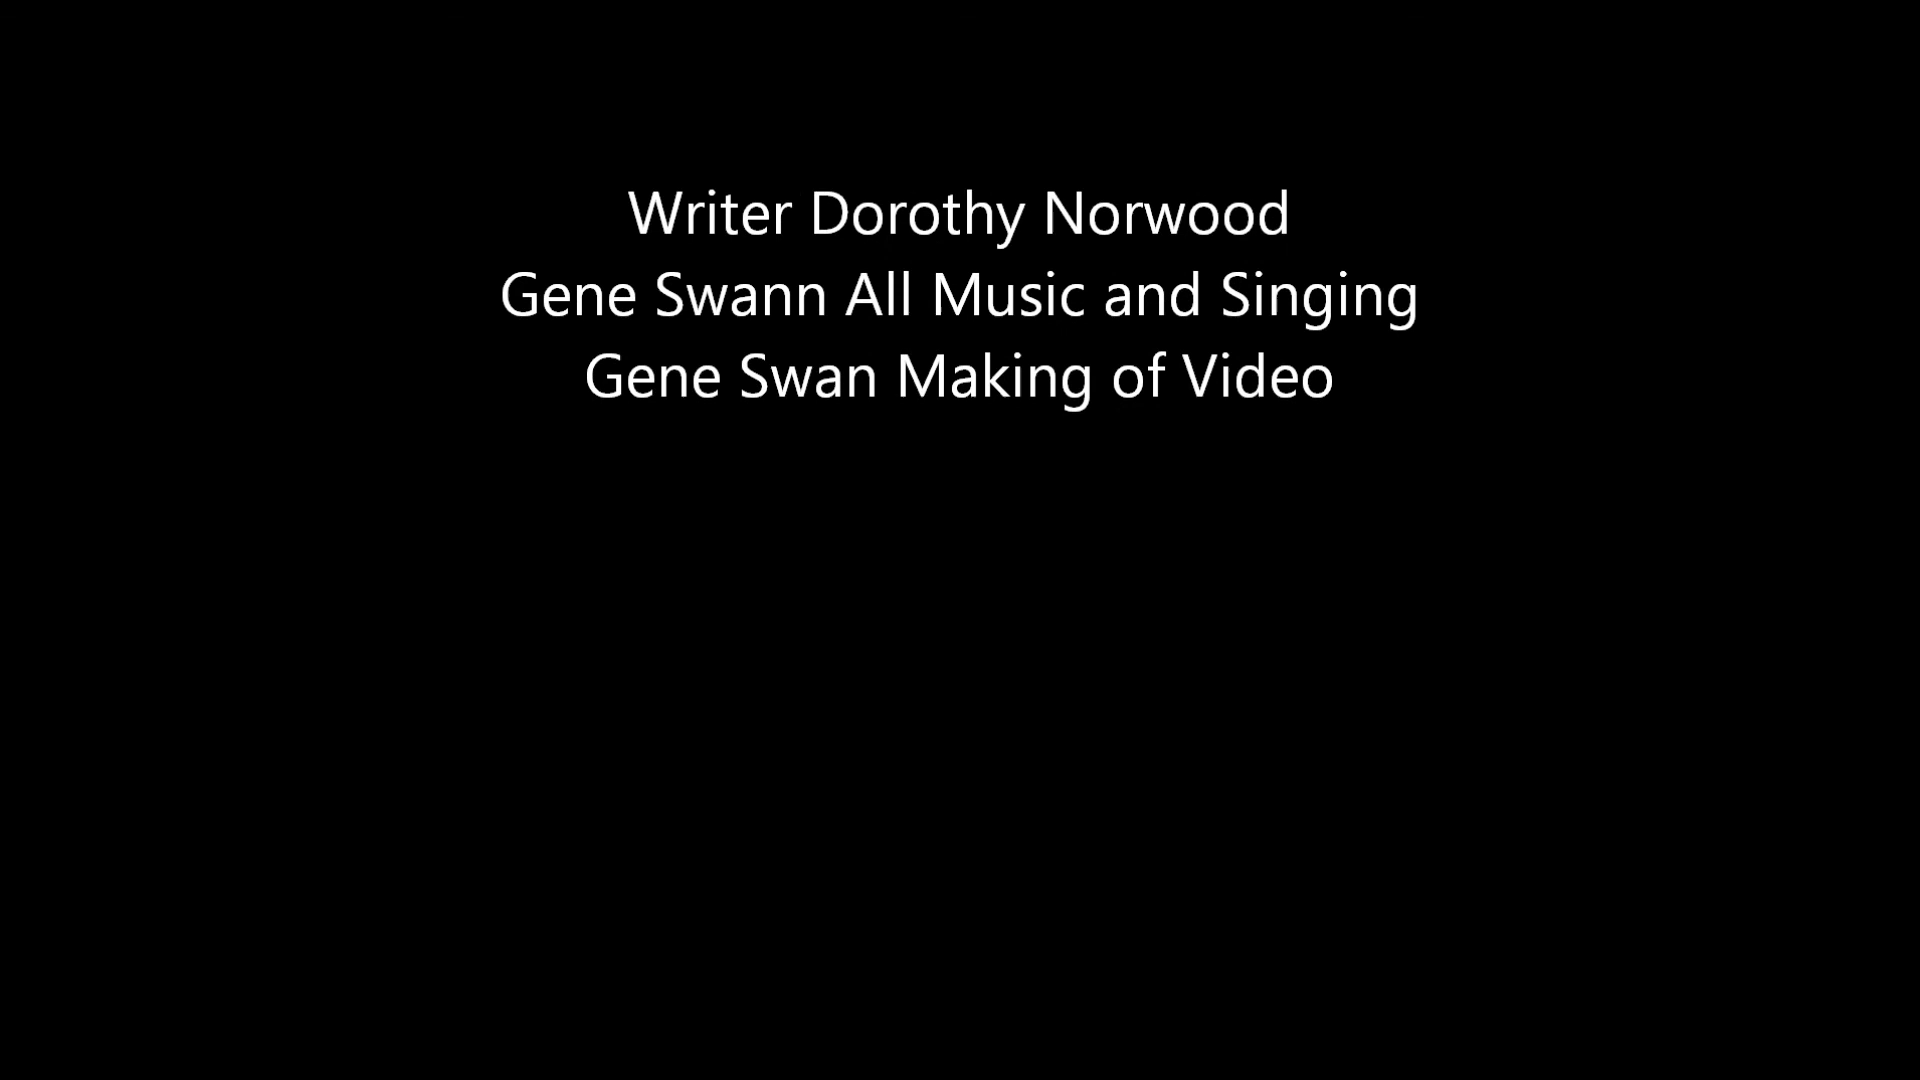 Writer Dorothy Norwood
Gene Swann All Music and Singing
Gene Swan Making of Video